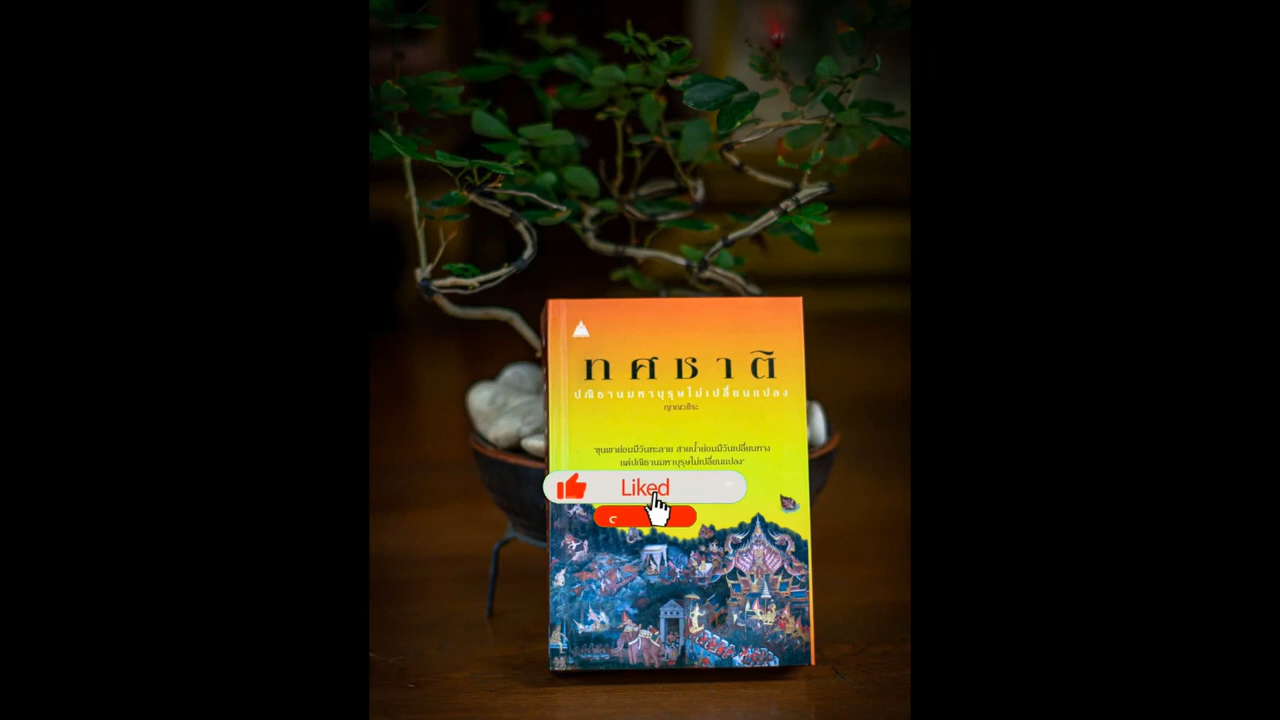 ทศชาติ
ปณิธานมหาบุรุษไม่เปลี่ยนแปลง
ญาณวชิระ
"ขุนเขาย่อมมีวันทะลาย สายน้ำย่อมมีวันเปลี่ยนทาง
แต่ปณิธานมหาบุรุษไม่เปลี่ยนแปลง"
Liked